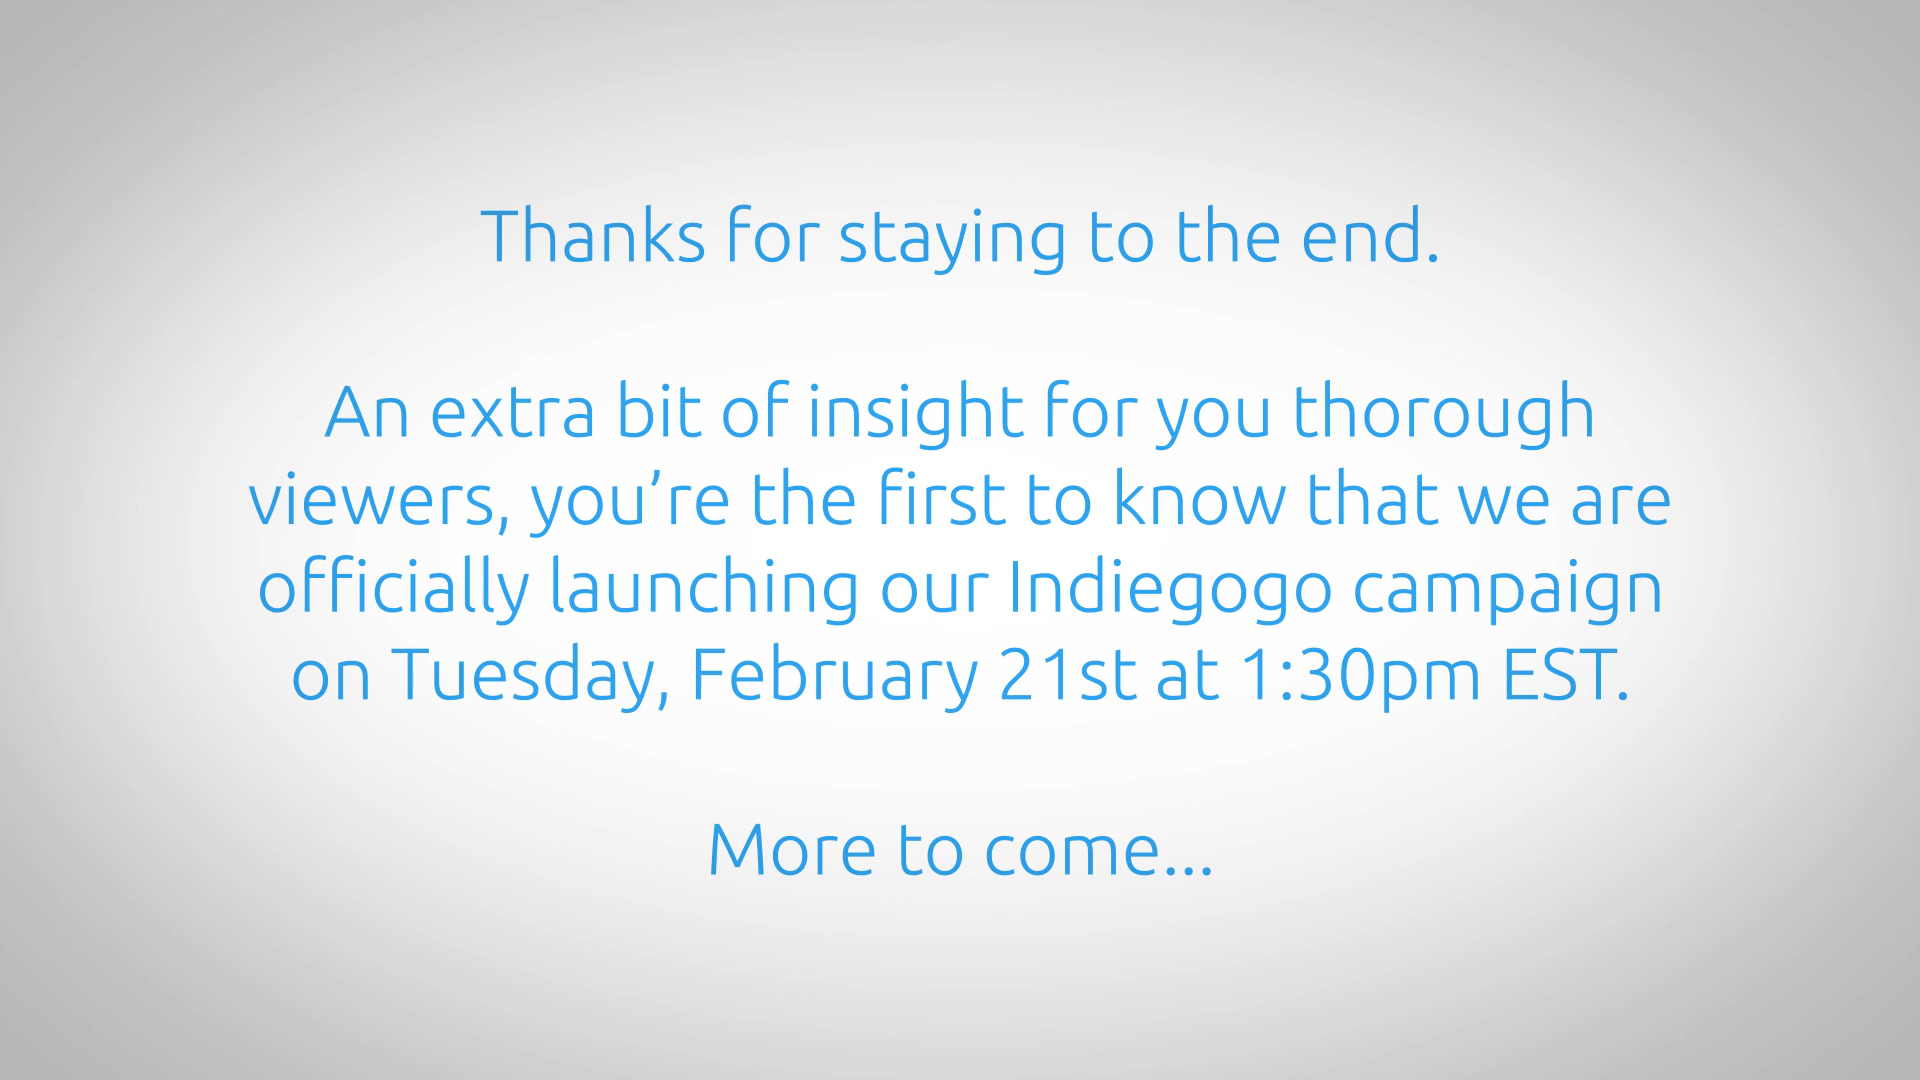 Thanks for staying to the end.
An extra bit of insight for you thorough
viewers, you’re the first to know that we are
officially launching our Indiegogo campaign
on Tuesday, February 21st at 1:30pm EST.
More to come...